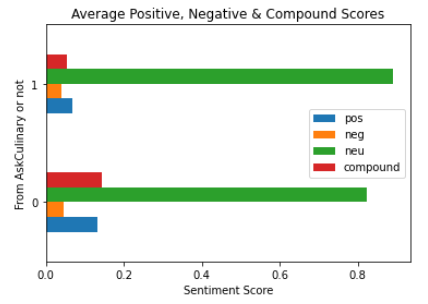 Average Positive, Negative & Compound Scores
From AskCulinary or not
1
0
pos
neg
neu
compound
0.0 0.2 0.4 0.6 0.8
Sentiment Score